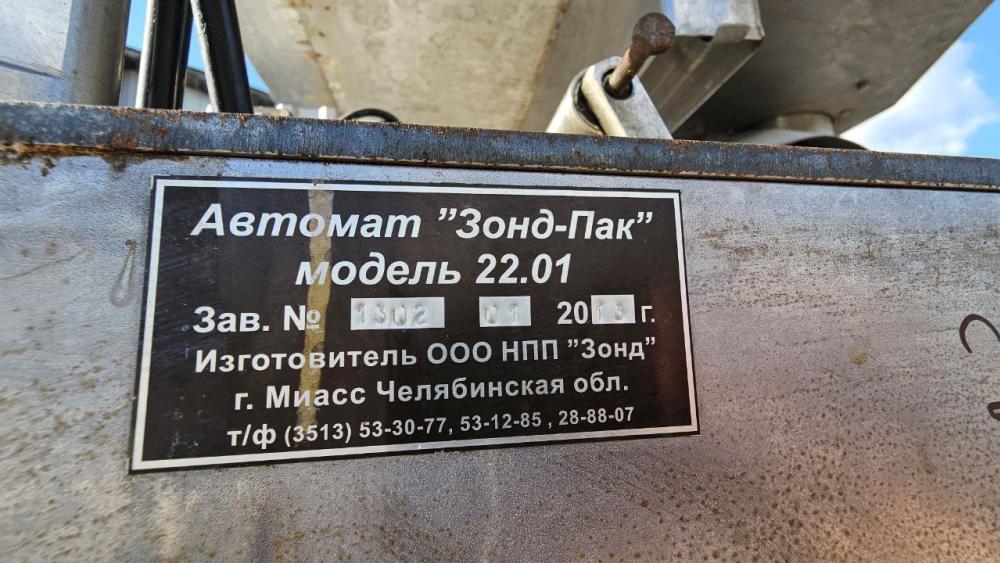 Автомат "Зонд-Пак"
модель 22.01
Зав. № 1302 01 2013 г.
Изготовитель ООО НПП "Зонд"
г. Миасс Челябинская обл.
т/ф (3513) 53-30-77, 53-12-85 , 28-88-07